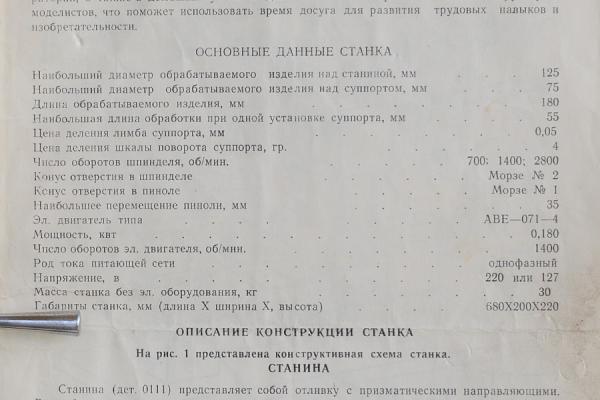 моделистов, что поможет использовать время досуга для развития трудовых навыков и
изобретательности.
ОСНОВНЫЕ ДАННЫЕ СТАНКА
Наибольший диаметр обрабатываемого изделия над станиной, мм . . . 125
Наибольший диаметр обрабатываемого изделия над суппортом, мм . . . 75
Длина обрабатываемого изделия, мм . . . . . 180
Наибольшая длина обработки при одной установке суппорта, мм . . . 55
Цена деления лимба суппорта, мм . . . . . 0,05
Цена деления шкалы поворота суппорта, гр. . . . . 4
Число оборотов шпинделя, об/мин. . . . . 700; 1400; 2800
Конус отверстия в шпинделе . . . . . Морзе № 2
Конус отверстия в пиноле . . . . . Морзе № 1
Наибольшее перемещение пиноли, мм . . . . . 35
Эл. двигатель типа . . . . . АВЕ—071—4
Мощность, квт . . . . . 0,180
Число оборотов эл. двигателя, об/мин. . . . . 1400
Род тока питающей сети . . . . . однофазный
Напряжение, в . . . . . 220 или 127
Масса станка без эл. оборудования, кг . . . . . 30
Габариты станка, мм (длина X ширина X, высота) . . . . 680X200X220
ОПИСАНИЕ КОНСТРУКЦИИ СТАНКА
На рис. 1 представлена конструктивная схема станка.
СТАНИНА
Станина (дет. 0111) представляет собой отливку с призматическими направляющими.